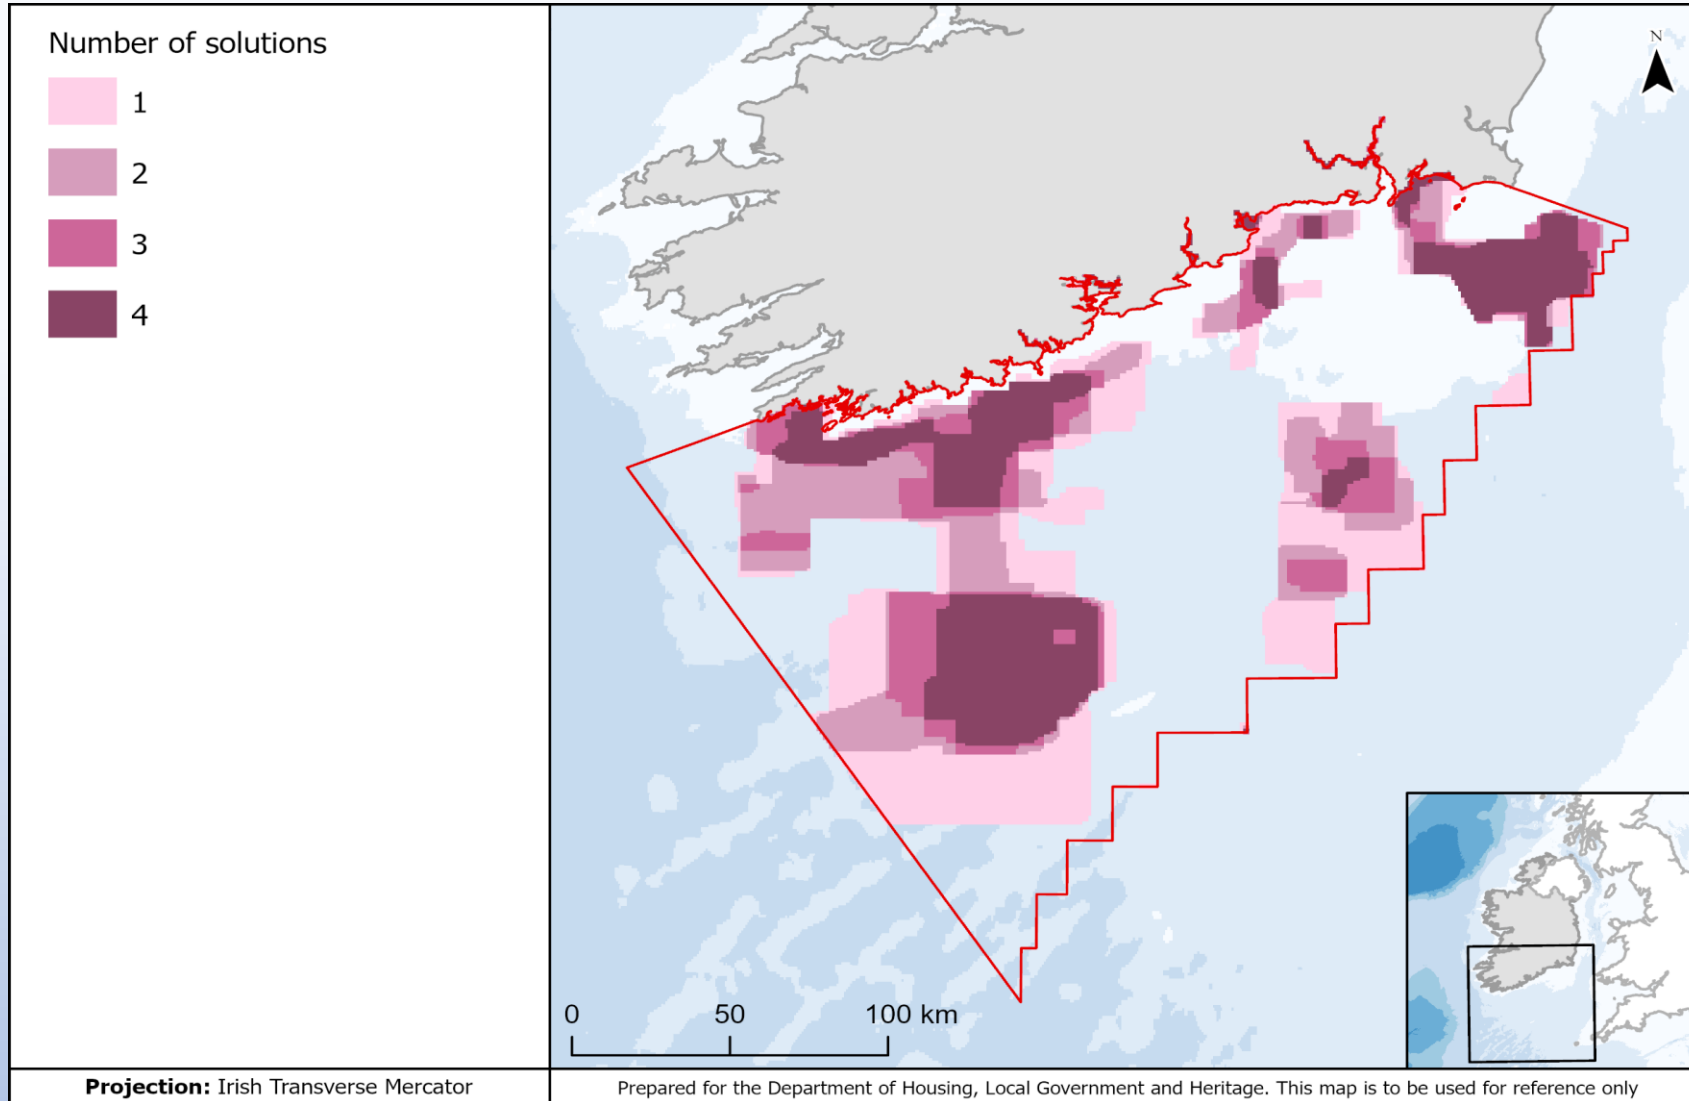 Number of solutions
1
2
3
4
N
0 50 100 km
Projection: Irish Transverse Mercator
Prepared for the Department of Housing, Local Government and Heritage. This map is to be used for reference only